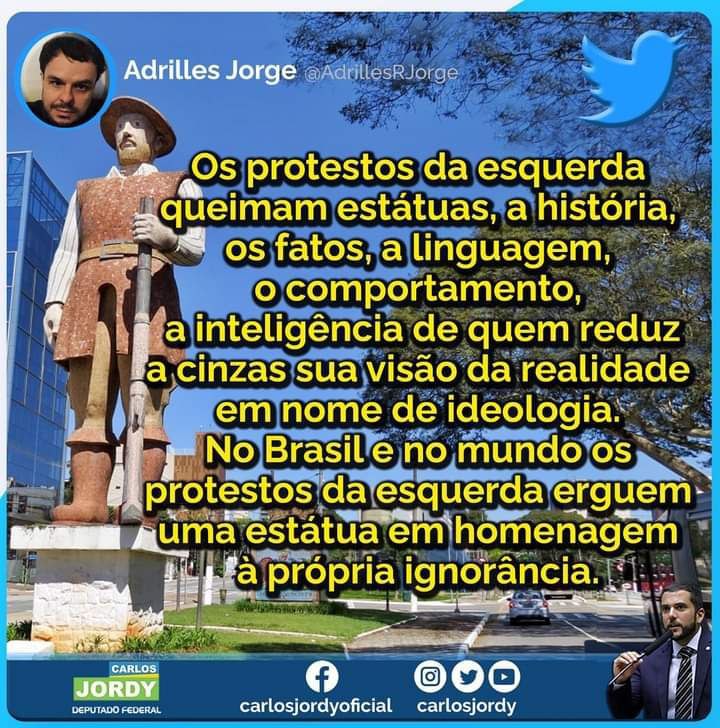 Adrilles Jorge @AdrillesRJorge
Os protestos da esquerda
queimam estátuas, a história,
os fatos, a linguagem,
o comportamento,
a inteligência de quem reduz
a cinzas sua visão da realidade
em nome de ideologia.
No Brasil e no mundo os
protestos da esquerda erguem
uma estátua em homenagem
à própria ignorância.
CARLOS
JORDY
DEPUTADO FEDERAL
carlosjordyoficial
carlosjordy